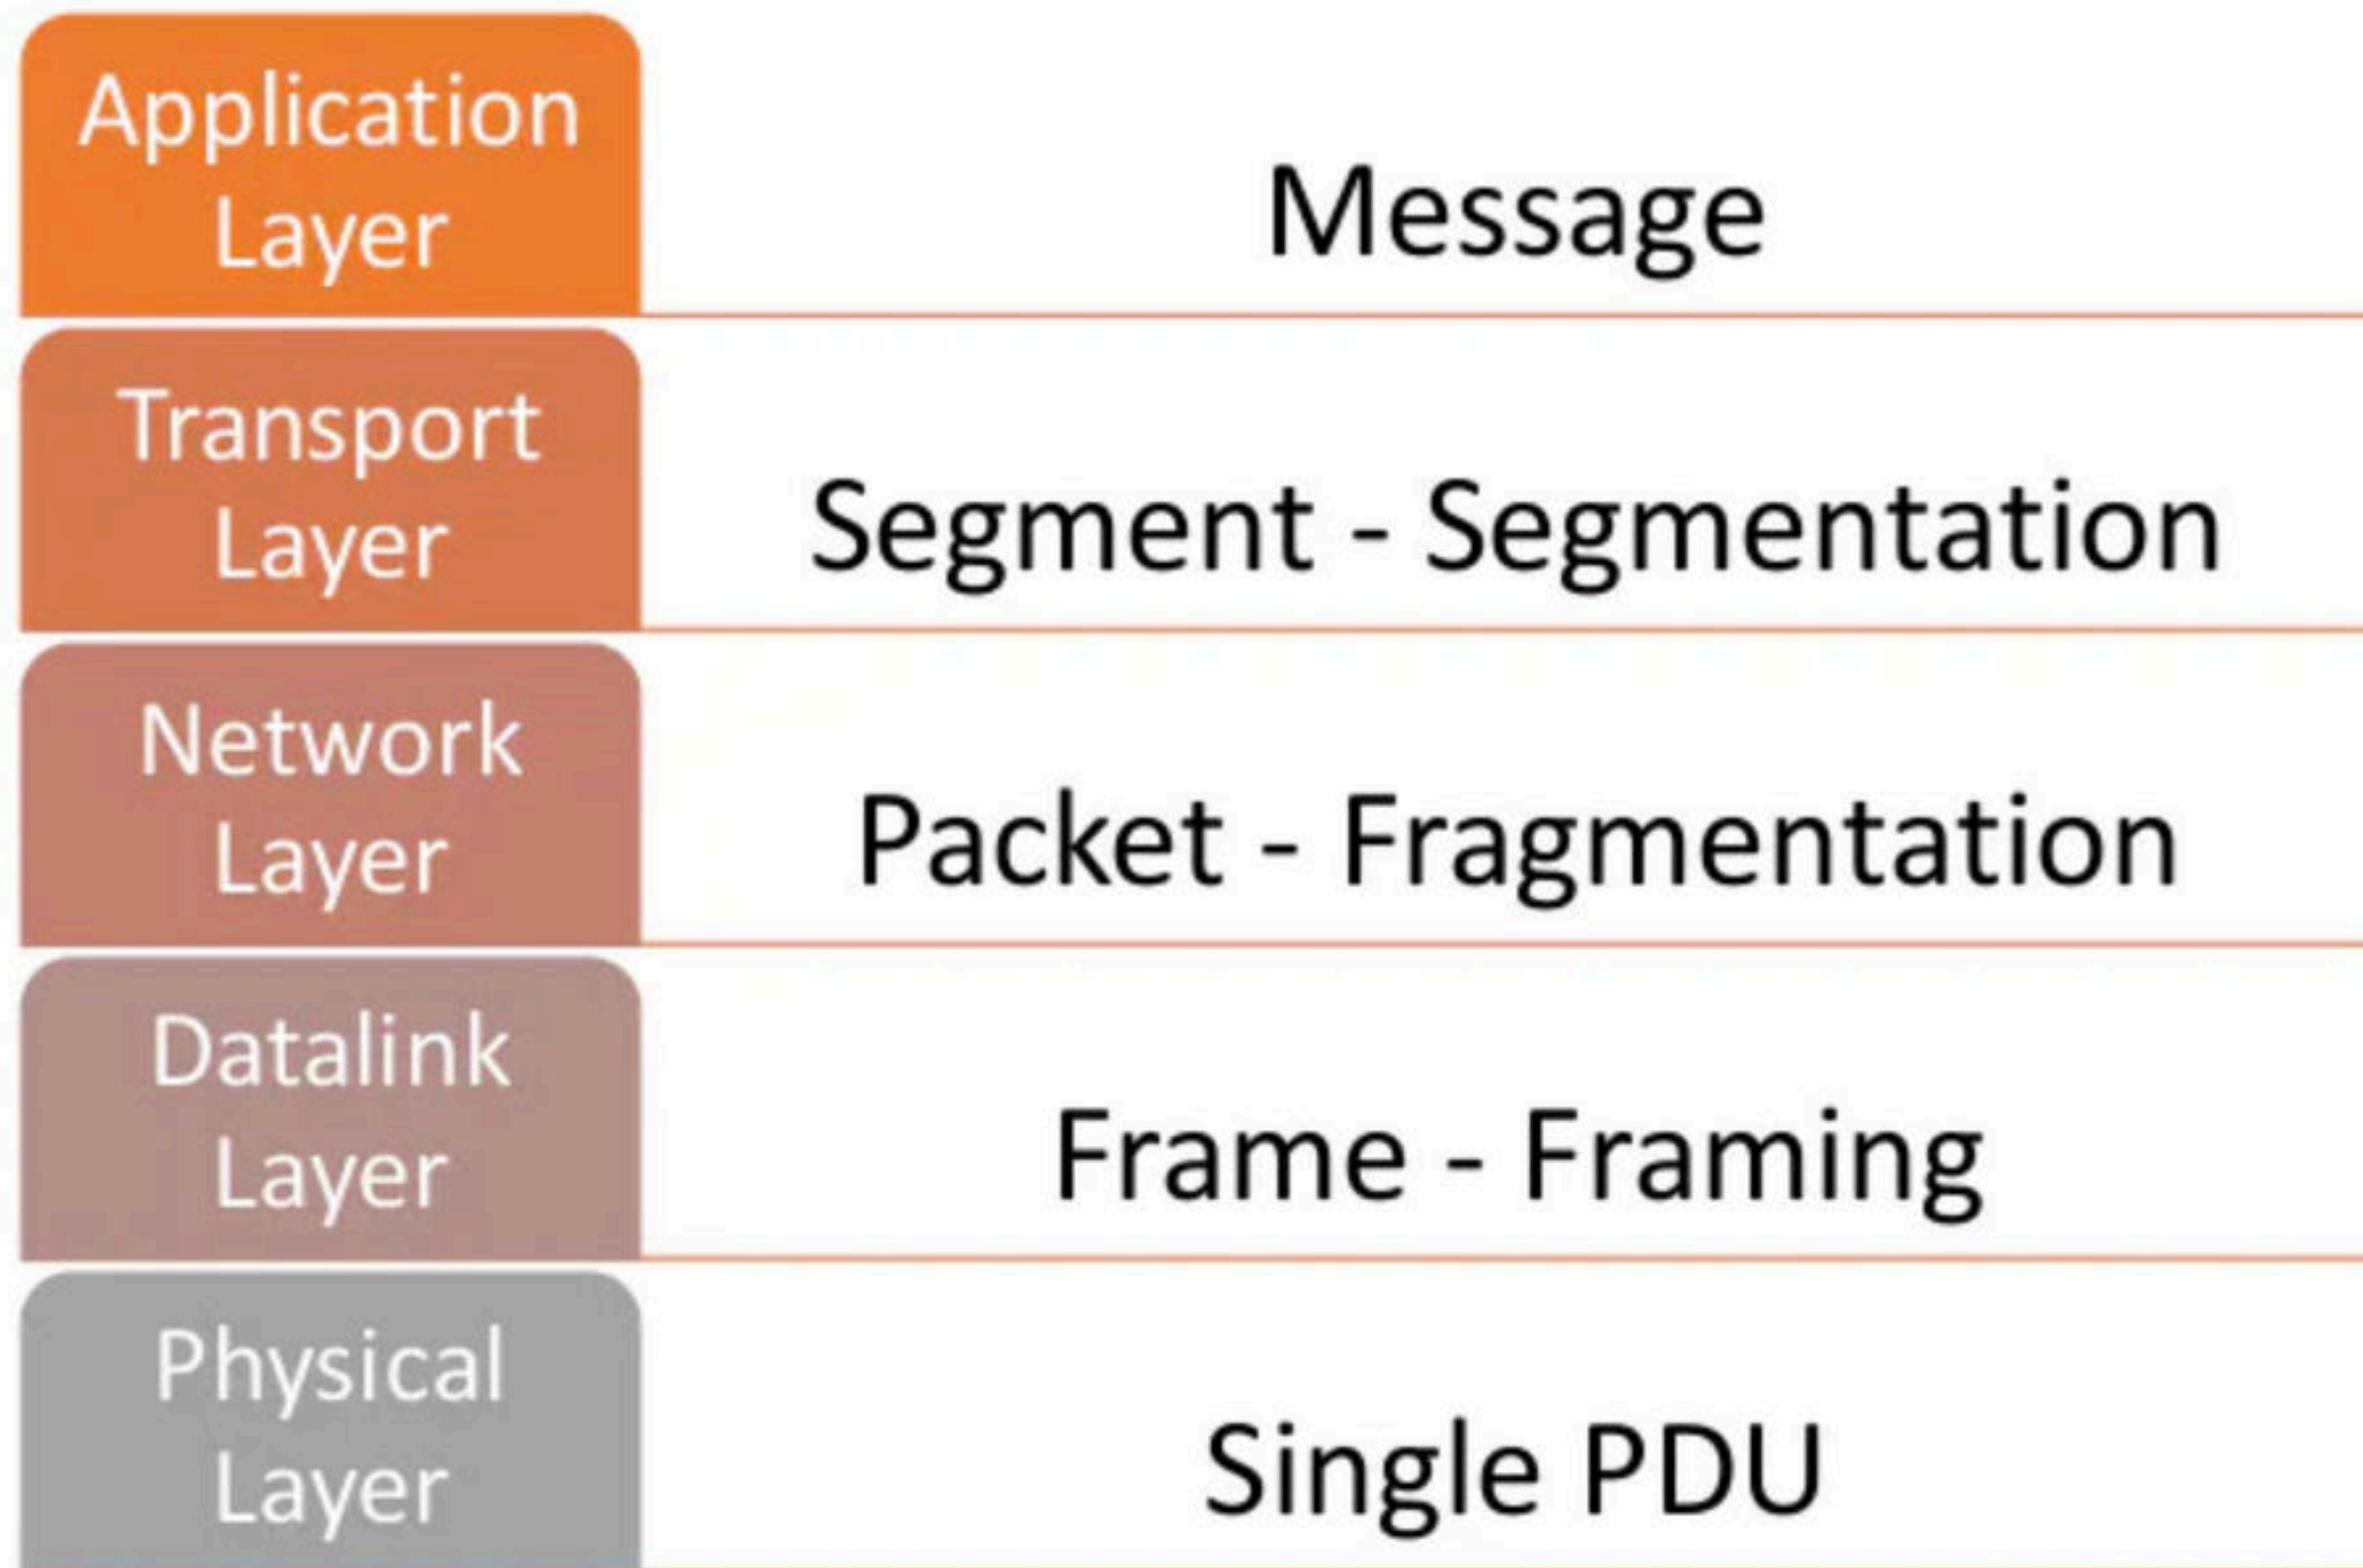 Application
Layer
Message
Transport
Layer
Segment - Segmentation
Network
Layer
Packet - Fragmentation
Datalink
Layer
Frame - Framing
Physical
Layer
Single PDU